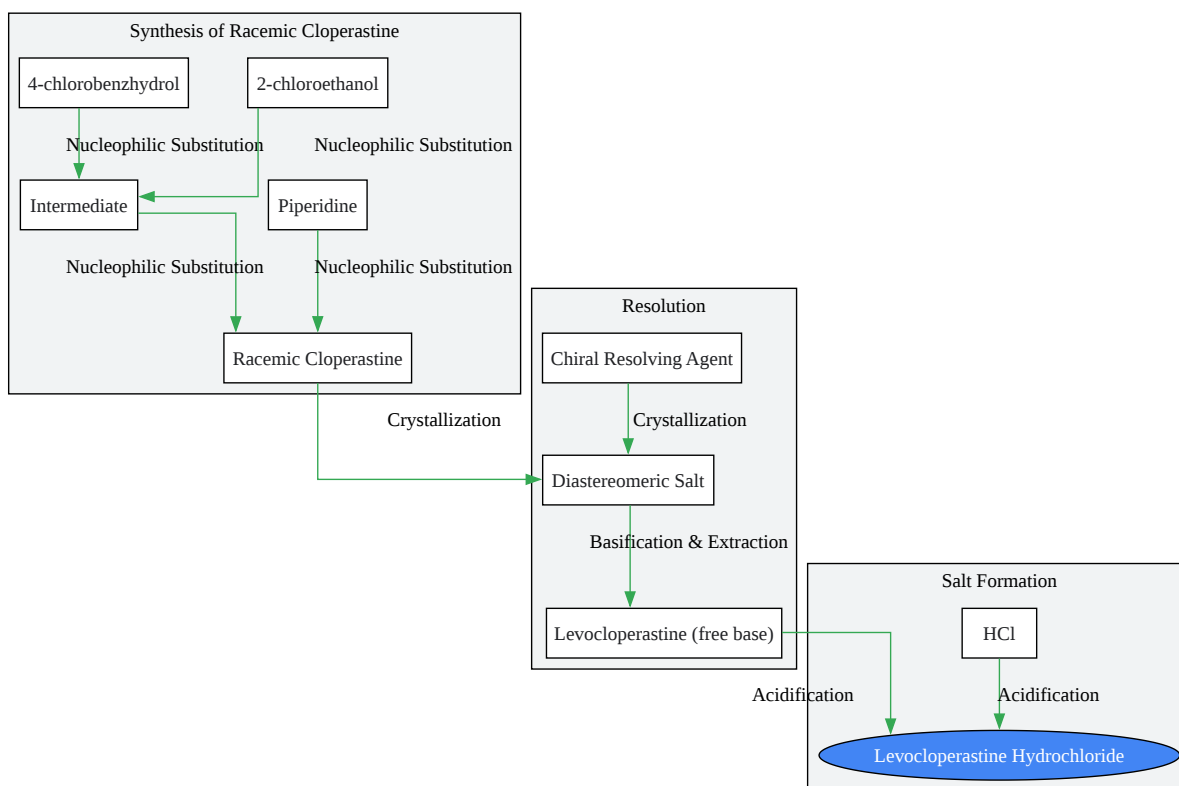 Synthesis of Racemic Cloperastine
4-chlorobenzhydrol
2-chloroethanol
Nucleophilic Substitution
Nucleophilic Substitution
Intermediate
Piperidine
Nucleophilic Substitution
Nucleophilic Substitution
Racemic Cloperastine
Resolution
Chiral Resolving Agent
Crystallization
Crystallization
Diastereomeric Salt
Basification & Extraction
Levocloperastine (free base)
Salt Formation
HCl
Acidification
Acidification
Levocloperastine Hydrochloride